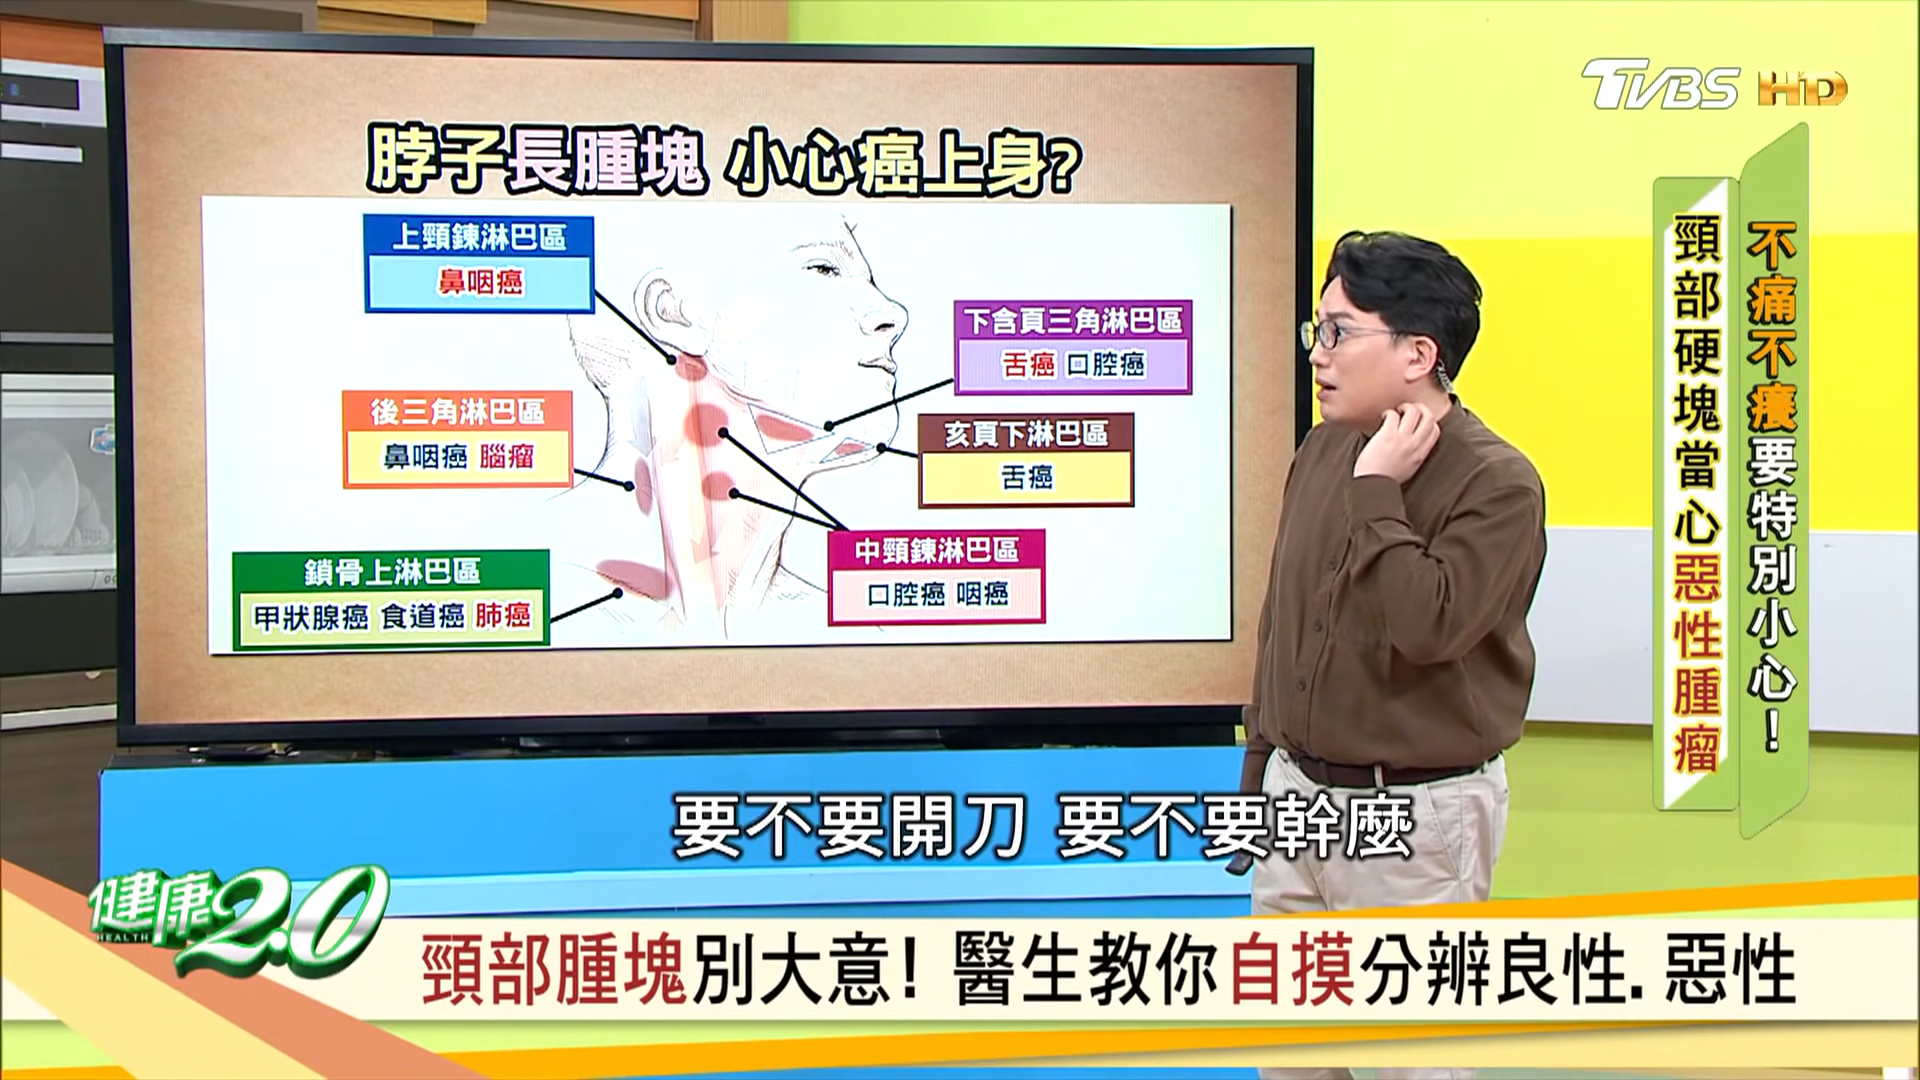 TVBS HD
脖子長腫塊 小心癌上身?
上頸鍊淋巴區
鼻咽癌
下含頁三角淋巴區
舌癌 口腔癌
後三角淋巴區
鼻咽癌 腦瘤
亥頁下淋巴區
舌癌
中頸鍊淋巴區
口腔癌 咽癌
鎖骨上淋巴區
甲狀腺癌 食道癌 肺癌
不痛不癢要特別小心!
頸部硬塊當心惡性腫瘤
要不要開刀 要不要幹麼
健康2.0
HEALTH
頸部腫塊別大意! 醫生教你自摸分辨良性.惡性